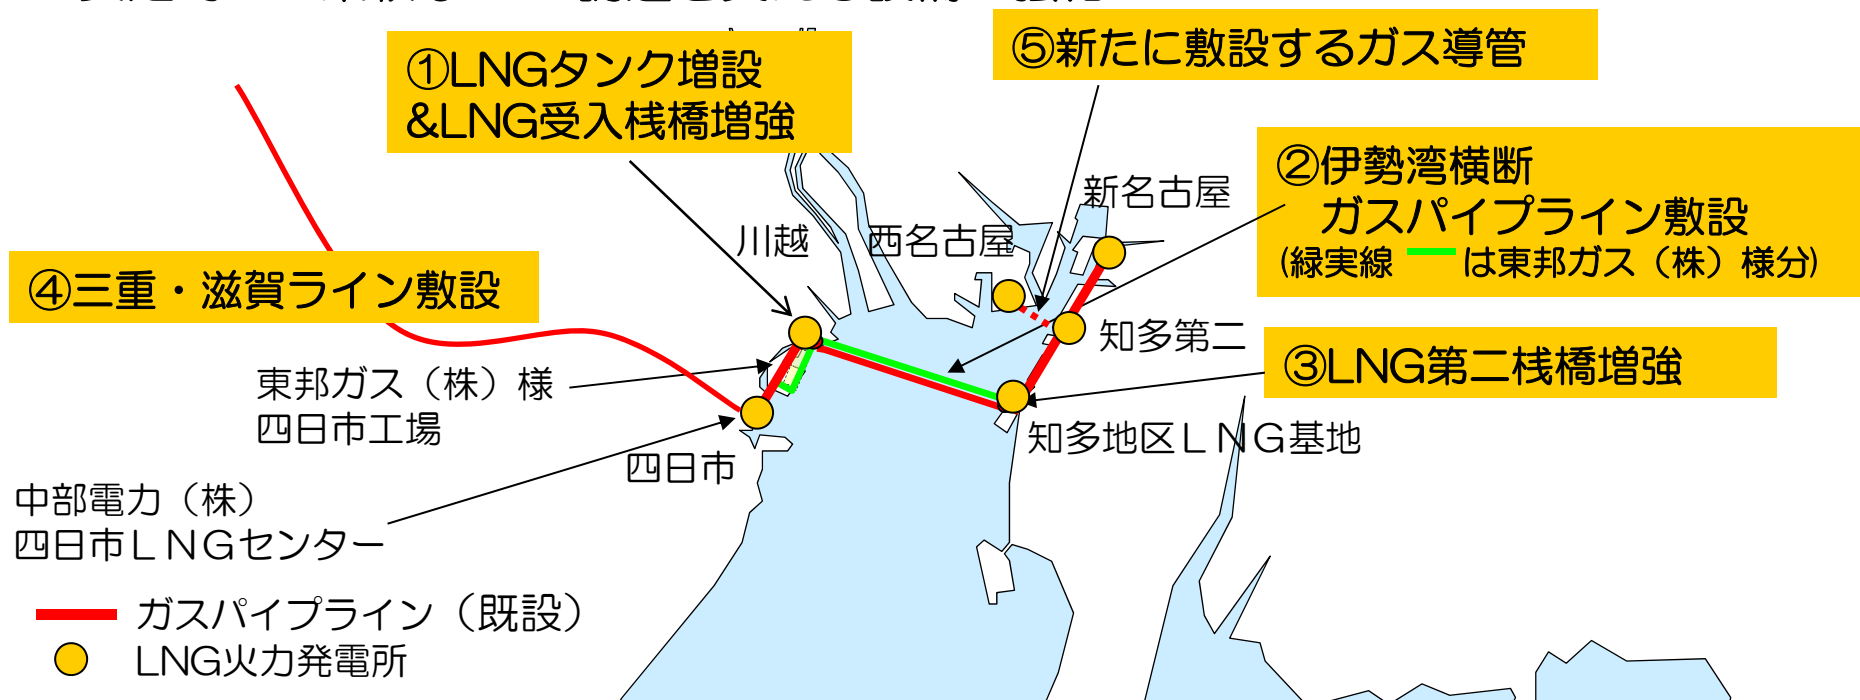 ①LNGタンク増設
&LNG受入桟橋増強
⑤新たに敷設するガス導管
②伊勢湾横断
ガスパイプライン敷設
(緑実線 は東邦ガス（株）様分)
新名古屋
川越
西名古屋
④三重・滋賀ライン敷設
知多第二
③LNG第二桟橋増強
東邦ガス（株）様
四日市工場
知多地区ＬＮＧ基地
四日市
中部電力（株）
四日市ＬＮＧセンター
ガスパイプライン（既設）
LNG火力発電所